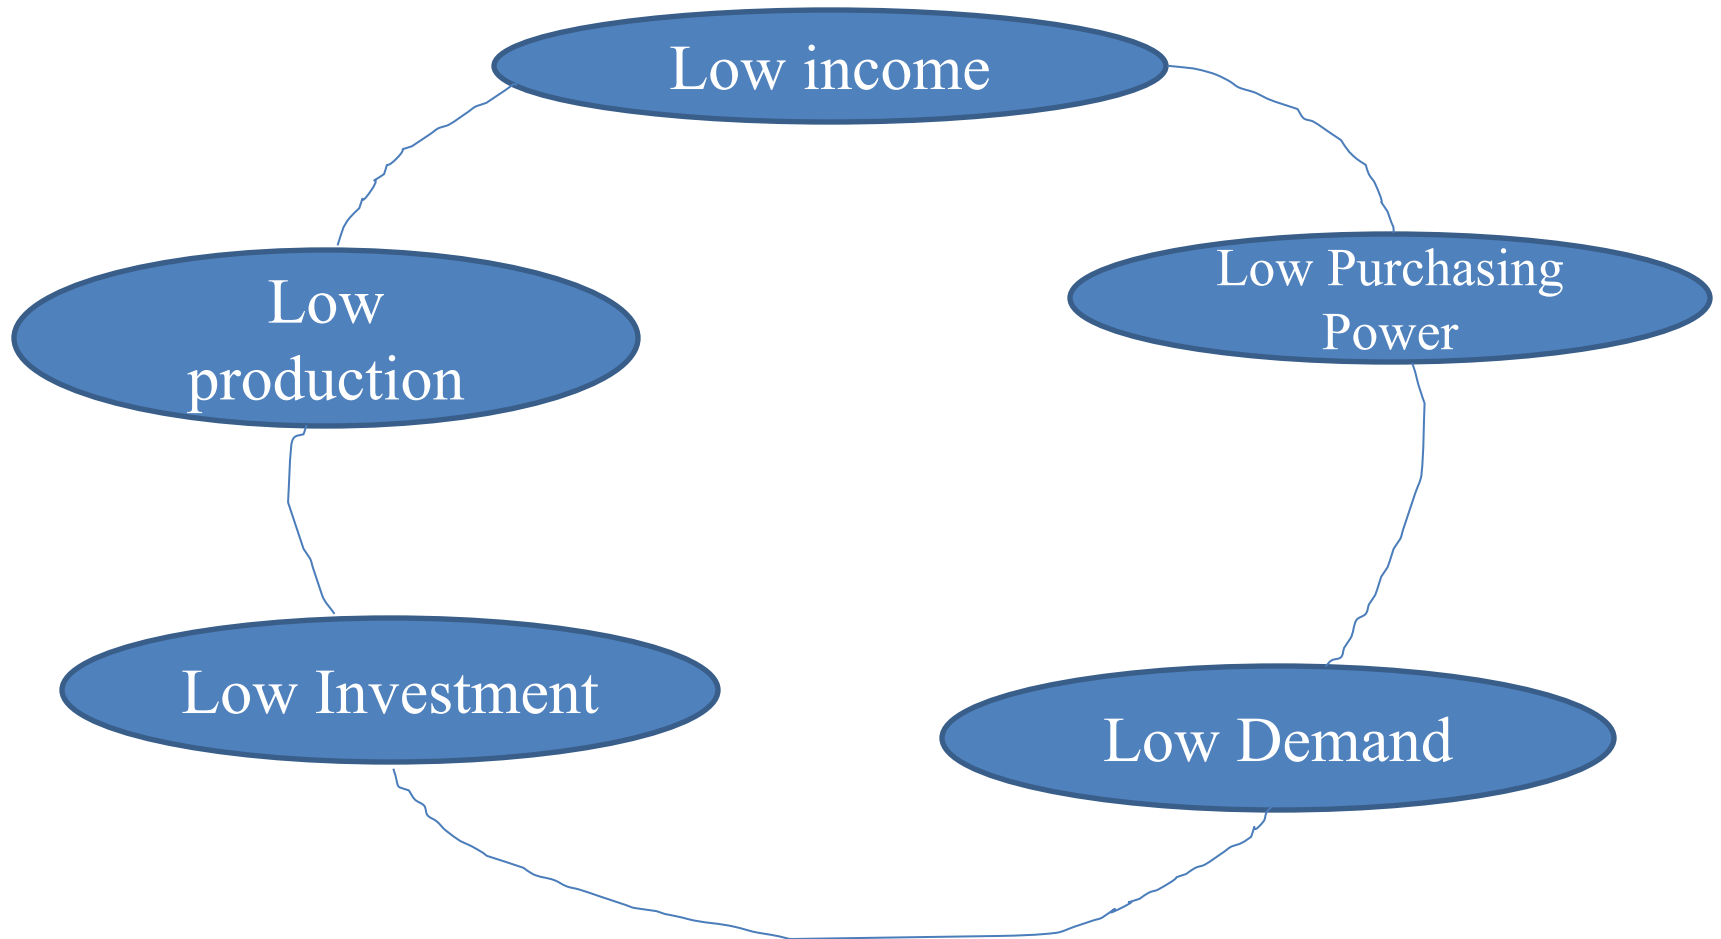 Low income
Low Purchasing
Power
Low
production
Low Investment
Low Demand